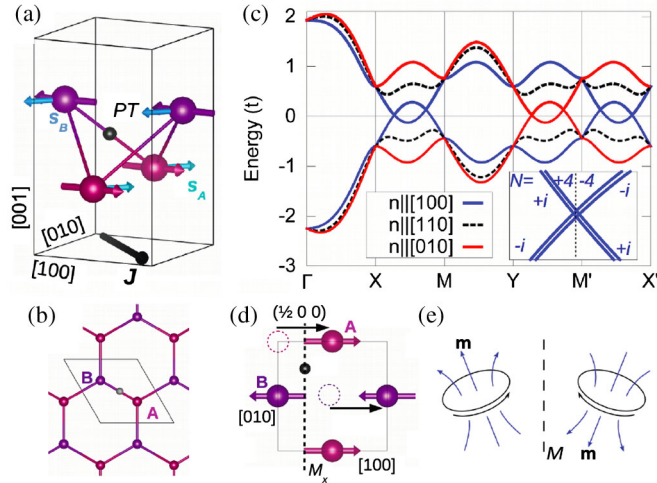 (a)
PT
s_B
s_A
[001]
[010]
[100]
J
(b)
B
A
(c)
Energy (t)
2
1
0
-1
-2
-3
n||[100]
n||[110]
n||[010]
N= +4 -4
+i
-i
-i
+i
Γ X M Y M' X'
(d)
(½ 0 0)
A
B
[010]
[100]
M_x
(e)
m
M
m